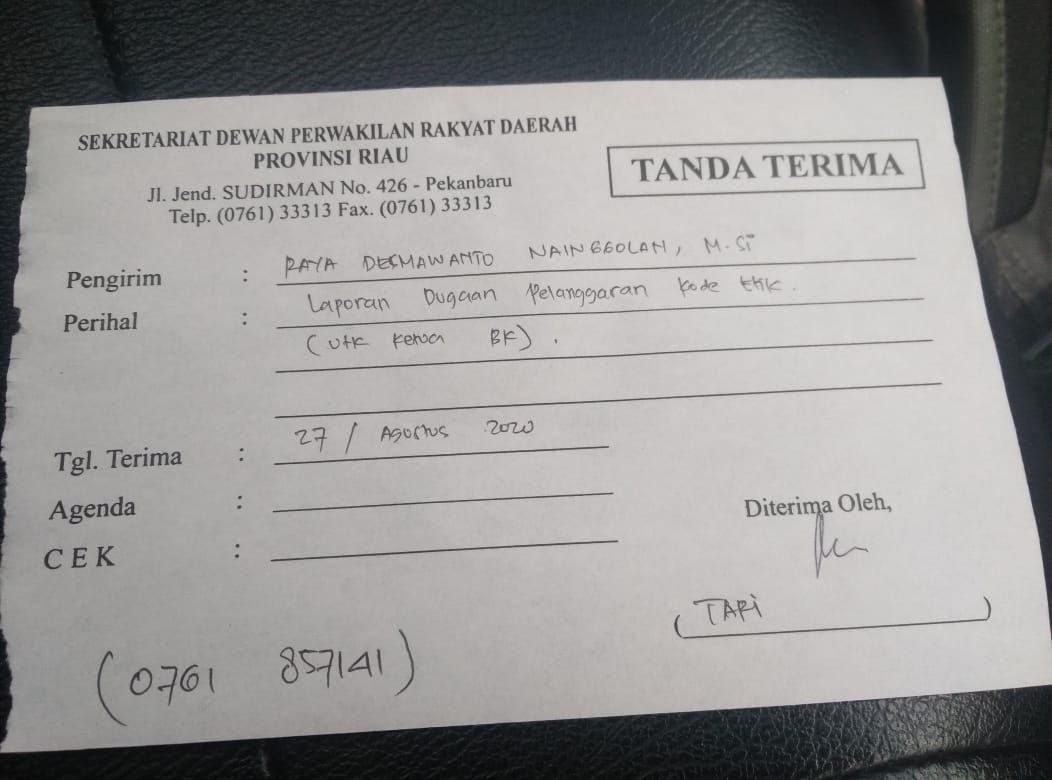 SEKRETARIAT DEWAN PERWAKILAN RAKYAT DAERAH
PROVINSI RIAU
Jl. Jend. SUDIRMAN No. 426 - Pekanbaru
Telp. (0761) 33313 Fax. (0761) 33313
TANDA TERIMA
Pengirim : RAYA DESMAWANTO NAINGGOLAN, M.Si
Perihal : Laporan Dugaan Pelanggaran kode etik.
(utk Ketua BK).
Tgl. Terima : 27 / Agustus 2020
Agenda :
C E K :
Diterima Oleh,
(TARI)
(0761 857141)